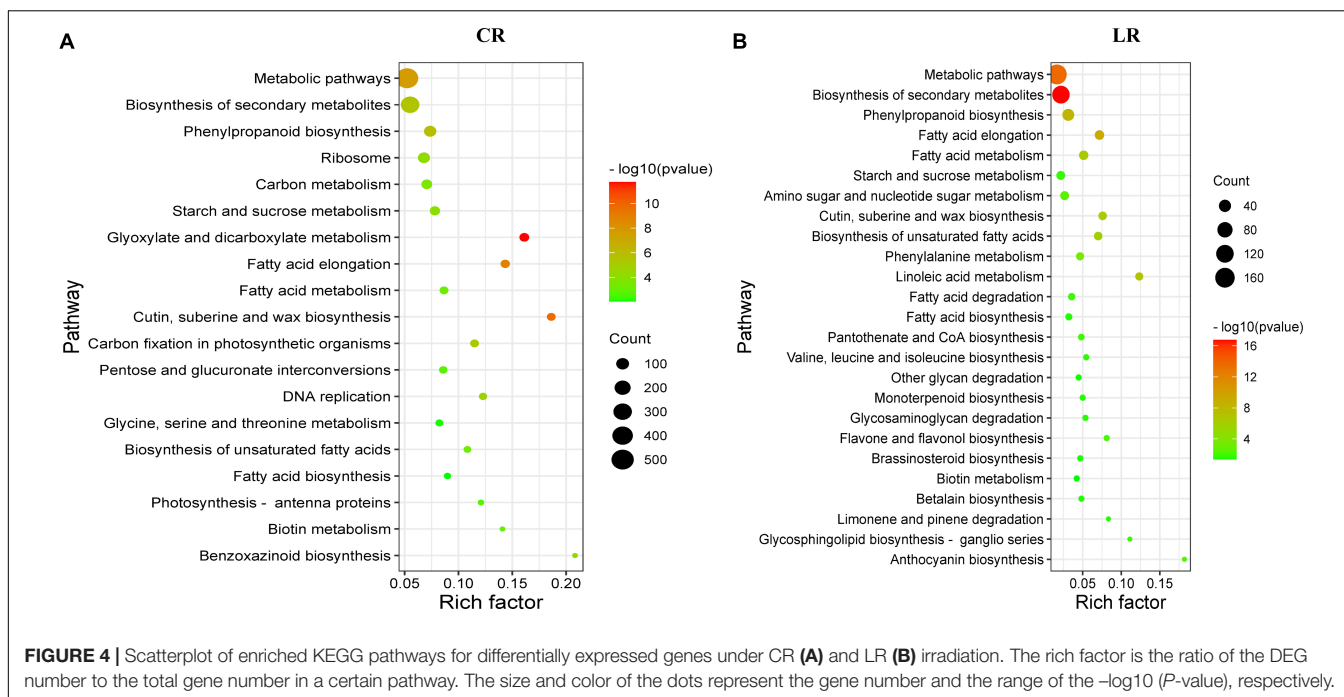 A
CR
Metabolic pathways
Biosynthesis of secondary metabolites
Phenylpropanoid biosynthesis
Ribosome
Carbon metabolism
Starch and sucrose metabolism
Glyoxylate and dicarboxylate metabolism
Fatty acid elongation
Fatty acid metabolism
Cutin, suberine and wax biosynthesis
Carbon fixation in photosynthetic organisms
Pentose and glucuronate interconversions
DNA replication
Glycine, serine and threonine metabolism
Biosynthesis of unsaturated fatty acids
Fatty acid biosynthesis
Photosynthesis - antenna proteins
Biotin metabolism
Benzoxazinoid biosynthesis
Pathway
0.05 0.10 0.15 0.20
Rich factor
- log10(pvalue)
10
8
6
4
Count
100
200
300
400
500
B
LR
Metabolic pathways
Biosynthesis of secondary metabolites
Phenylpropanoid biosynthesis
Fatty acid elongation
Fatty acid metabolism
Starch and sucrose metabolism
Amino sugar and nucleotide sugar metabolism
Cutin, suberine and wax biosynthesis
Biosynthesis of unsaturated fatty acids
Phenylalanine metabolism
Linoleic acid metabolism
Fatty acid degradation
Fatty acid biosynthesis
Pantothenate and CoA biosynthesis
Valine, leucine and isoleucine biosynthesis
Other glycan degradation
Monoterpenoid biosynthesis
Glycosaminoglycan degradation
Flavone and flavonol biosynthesis
Brassinosteroid biosynthesis
Biotin metabolism
Betalain biosynthesis
Limonene and pinene degradation
Glycosphingolipid biosynthesis - ganglio series
Anthocyanin biosynthesis
Pathway
0.05 0.10 0.15
Rich factor
Count
40
80
120
160
- log10(pvalue)
16
12
8
4
FIGURE 4 | Scatterplot of enriched KEGG pathways for differentially expressed genes under CR (A) and LR (B) irradiation. The rich factor is the ratio of the DEG
number to the total gene number in a certain pathway. The size and color of the dots represent the gene number and the range of the –log10 (P-value), respectively.